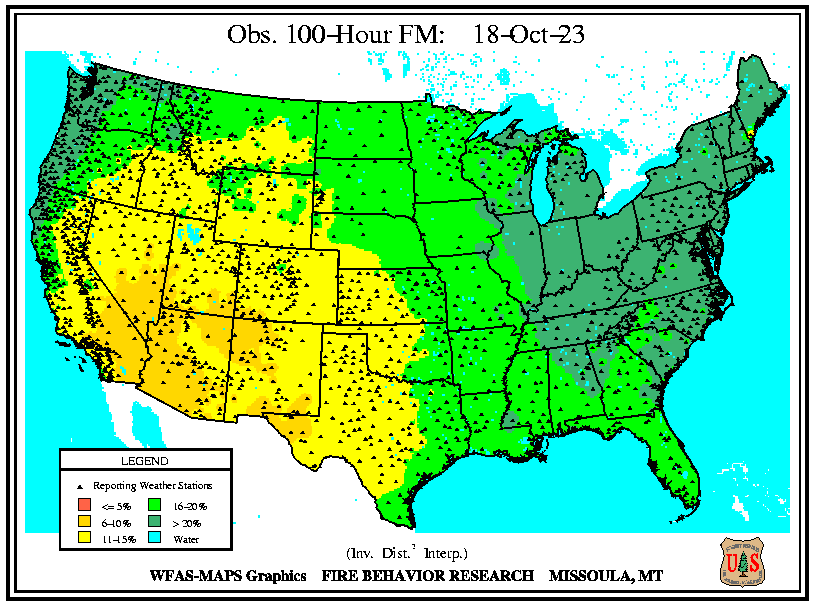 Obs. 100-Hour FM: 18-Oct-23
LEGEND
Reporting Weather Stations
<= 5% 16-20%
6-10% > 20%
11-15% Water
(Inv. Dist.² Interp.)
WFAS-MAPS Graphics FIRE BEHAVIOR RESEARCH MISSOULA, MT
U S